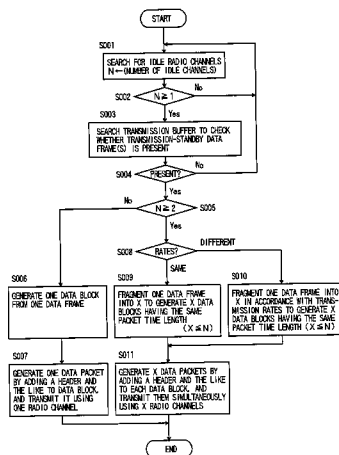 START
S001
SEARCH FOR IDLE RADIO CHANNELS
N ← (NUMBER OF IDLE CHANNELS)
S002
N ≧ 1
No
Yes
S003
SEARCH TRANSMISSION BUFFER TO CHECK
WHETHER TRANSMISSION-STANDBY DATA
FRAME(S) IS PRESENT
S004
PRESENT?
No
Yes
No
N ≧ 2
S005
Yes
S008
RATES?
DIFFERENT
SAME
S006
GENERATE ONE DATA BLOCK
FROM ONE DATA FRAME
S009
FRAGMENT ONE DATA FRAME
INTO X TO GENERATE X DATA
BLOCKS HAVING THE SAME
PACKET TIME LENGTH
(X ≦ N)
S010
FRAGMENT ONE DATA FRAME INTO
X IN ACCORDANCE WITH TRANS-
MISSION RATES TO GENERATE X
DATA BLOCKS HAVING THE SAME
PACKET TIME LENGTH (X ≦ N)
S007
GENERATE ONE DATA PACKET
BY ADDING A HEADER AND
THE LIKE TO DATA BLOCK,
AND TRANSMIT IT USING
ONE RADIO CHANNEL
S011
GENERATE X DATA PACKETS BY
ADDING A HEADER AND THE LIKE
TO EACH DATA BLOCK, AND
TRANSMIT THEM SIMULTANEOUSLY
USING X RADIO CHANNELS
END